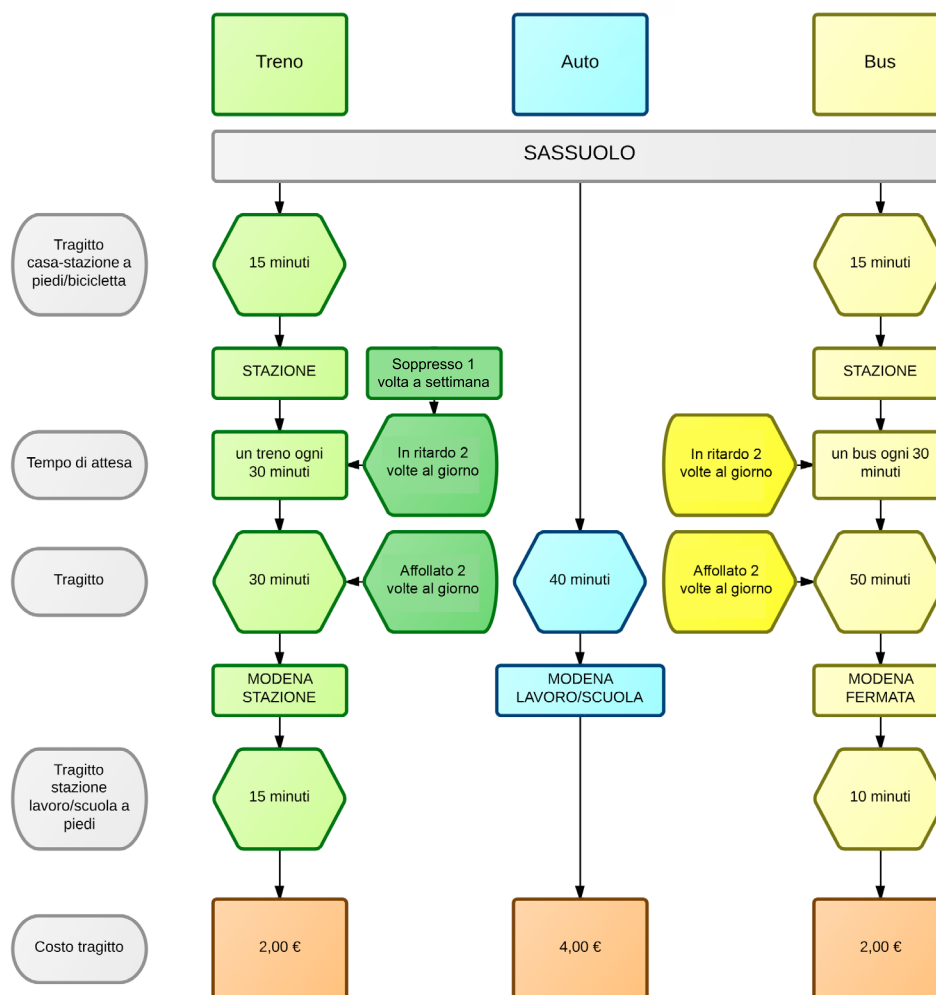 Treno
Auto
Bus
SASSUOLO
Tragitto
casa-stazione a
piedi/bicicletta
15 minuti
15 minuti
STAZIONE
Soppresso 1
volta a settimana
STAZIONE
Tempo di attesa
un treno ogni
30 minuti
In ritardo 2
volte al giorno
In ritardo 2
volte al giorno
un bus ogni 30
minuti
Tragitto
30 minuti
Affollato 2
volte al giorno
40 minuti
Affollato 2
volte al giorno
50 minuti
MODENA
STAZIONE
MODENA
LAVORO/SCUOLA
MODENA
FERMATA
Tragitto
stazione
lavoro/scuola a
piedi
15 minuti
10 minuti
Costo tragitto
2,00 €
4,00 €
2,00 €